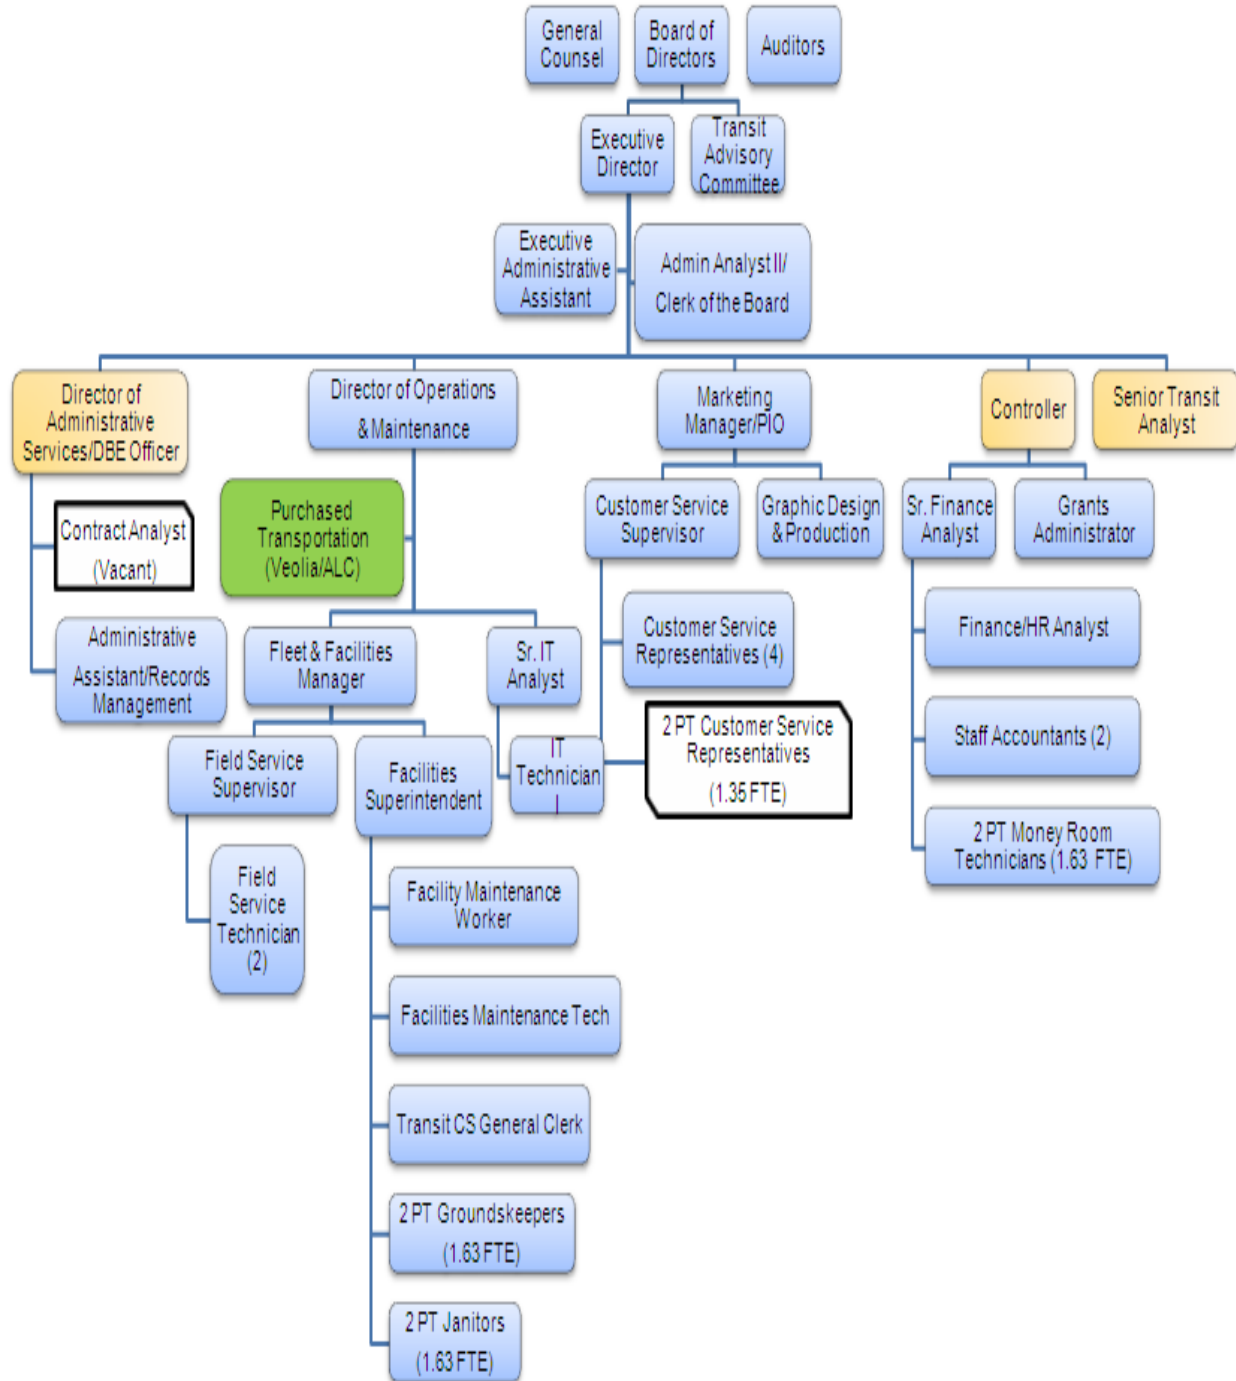 General
Counsel
Board of
Directors
Auditors
Executive
Director
Transit
Advisory
Committee
Executive
Administrative
Assistant
Admin Analyst II/
Clerk of the Board
Director of
Administrative
Services/DBE Officer
Director of Operations
& Maintenance
Marketing
Manager/PIO
Controller
Senior Transit
Analyst
Contract Analyst
(Vacant)
Administrative
Assistant/Records
Management
Purchased
Transportation
(Veolia/ALC)
Fleet & Facilities
Manager
Sr. IT
Analyst
Field Service
Supervisor
Facilities
Superintendent
IT
Technician
I
Field
Service
Technician
(2)
Facility Maintenance
Worker
Facilities Maintenance Tech
Transit CS General Clerk
2 PT Groundskeepers
(1.63 FTE)
2 PT Janitors
(1.63 FTE)
Customer Service
Supervisor
Graphic Design
& Production
Customer Service
Representatives (4)
2 PT Customer Service
Representatives
(1.35 FTE)
Sr. Finance
Analyst
Grants
Administrator
Finance/HR Analyst
Staff Accountants (2)
2 PT Money Room
Technicians (1.63 FTE)